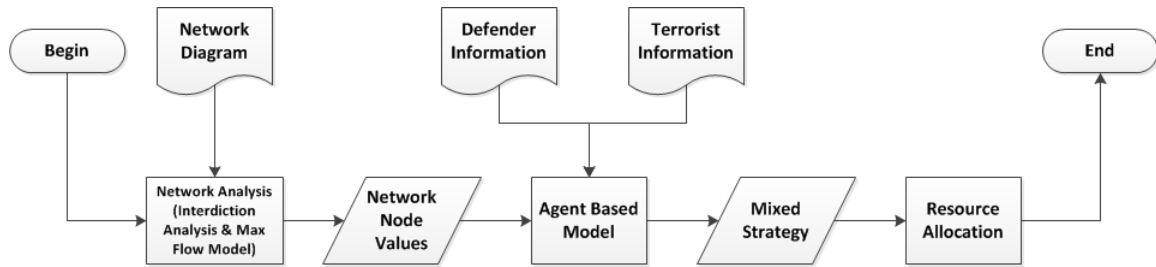 Begin
Network
Diagram
Defender
Information
Terrorist
Information
End
Network Analysis
(Interdiction
Analysis & Max
Flow Model)
Network
Node
Values
Agent Based
Model
Mixed
Strategy
Resource
Allocation